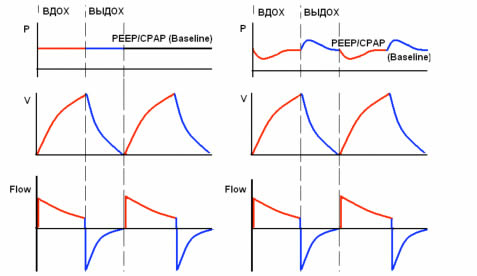 ВДОХ ВЫДОХ
P
PEEP/CPAP (Baseline)
V
Flow
ВДОХ ВЫДОХ
P
PEEP/CPAP
(Baseline)
V
Flow